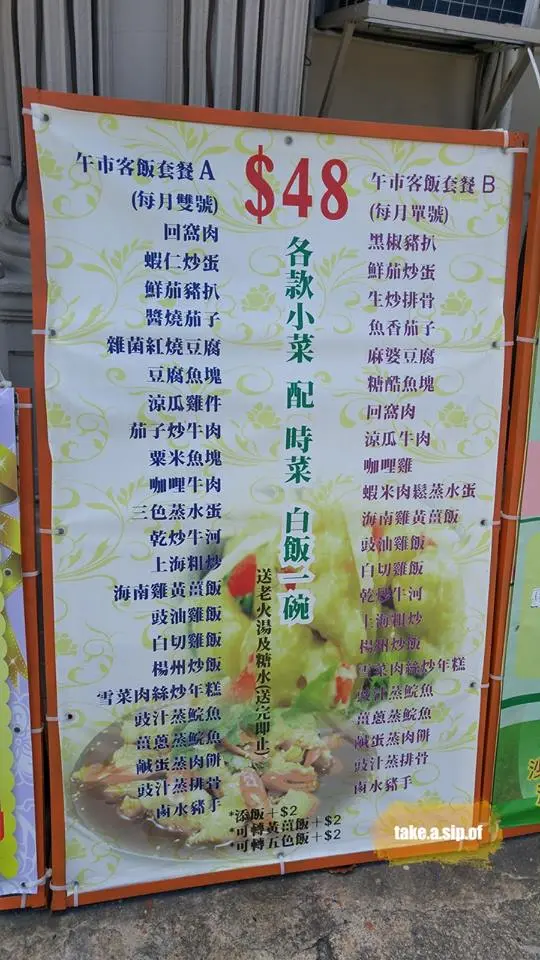 午市客飯套餐 A
(每月雙號)
回窩肉
蝦仁炒蛋
鮮茄豬扒
醬燒茄子
雜菌紅燒豆腐
豆腐魚塊
涼瓜雞件
茄子炒牛肉
粟米魚塊
咖哩牛肉
三色蒸水蛋
乾炒牛河
上海粗炒
海南雞黃薑飯
豉油雞飯
白切雞飯
楊州炒飯
雪菜肉絲炒年糕
豉汁蒸鯇魚
薑蔥蒸鯇魚
鹹蛋蒸肉餅
豉汁蒸排骨
鹵水豬手
$48
各款小菜 配 時菜 白飯一碗
送老火湯及糖水(送完即止)
*添飯+$2
*可轉黃薑飯+$2
*可轉五色飯+$2
午市客飯套餐 B
(每月單號)
黑椒豬扒
鮮茄炒蛋
生炒排骨
魚香茄子
麻婆豆腐
糖酷魚塊
回窩肉
涼瓜牛肉
咖哩雞
蝦米肉鬆蒸水蛋
海南雞黃薑飯
豉油雞飯
白切雞飯
乾炒牛河
上海粗炒
楊州炒飯
雪菜肉絲炒年糕
豉汁蒸鯇魚
薑蔥蒸鯇魚
鹹蛋蒸肉餅
豉汁蒸排骨
鹵水豬手
take.a.sip.of